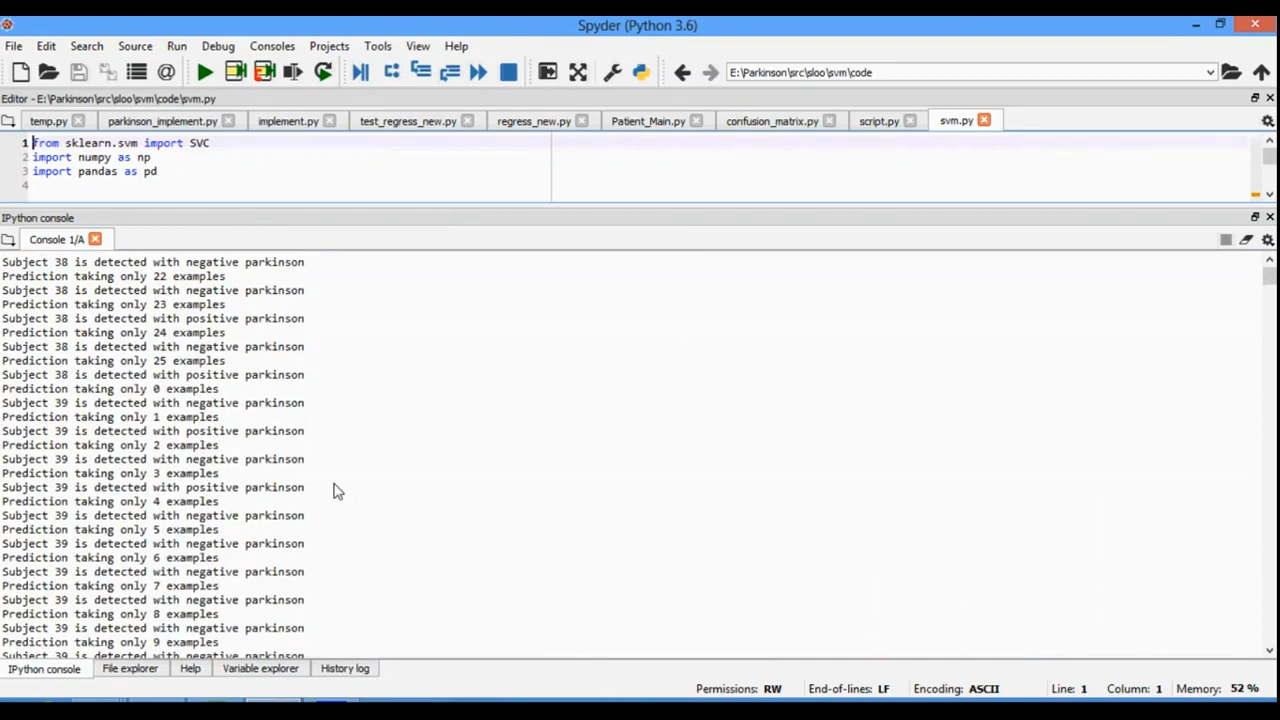 Spyder (Python 3.6)
File Edit Search Source Run Debug Consoles Projects Tools View Help
E:\Parkinson\src\sloo\svm\code
Editor - E:\Parkinson\src\sloo\svm\code\svm.py
temp.py parkinson_implement.py implement.py test_regress_new.py regress_new.py Patient_Main.py confusion_matrix.py script.py svm.py
1 from sklearn.svm import SVC
2 import numpy as np
3 import pandas as pd
4
IPython console
Console 1/A
Subject 38 is detected with negative parkinson
Prediction taking only 22 examples
Subject 38 is detected with negative parkinson
Prediction taking only 23 examples
Subject 38 is detected with positive parkinson
Prediction taking only 24 examples
Subject 38 is detected with negative parkinson
Prediction taking only 25 examples
Subject 38 is detected with positive parkinson
Prediction taking only 0 examples
Subject 39 is detected with negative parkinson
Prediction taking only 1 examples
Subject 39 is detected with positive parkinson
Prediction taking only 2 examples
Subject 39 is detected with negative parkinson
Prediction taking only 3 examples
Subject 39 is detected with positive parkinson
Prediction taking only 4 examples
Subject 39 is detected with negative parkinson
Prediction taking only 5 examples
Subject 39 is detected with negative parkinson
Prediction taking only 6 examples
Subject 39 is detected with negative parkinson
Prediction taking only 7 examples
Subject 39 is detected with negative parkinson
Prediction taking only 8 examples
Subject 39 is detected with negative parkinson
Prediction taking only 9 examples
Subject 39 is detected with negative parkinson
IPython console File explorer Help Variable explorer History log
Permissions: RW End-of-lines: LF Encoding: ASCII Line: 1 Column: 1 Memory: 52 %